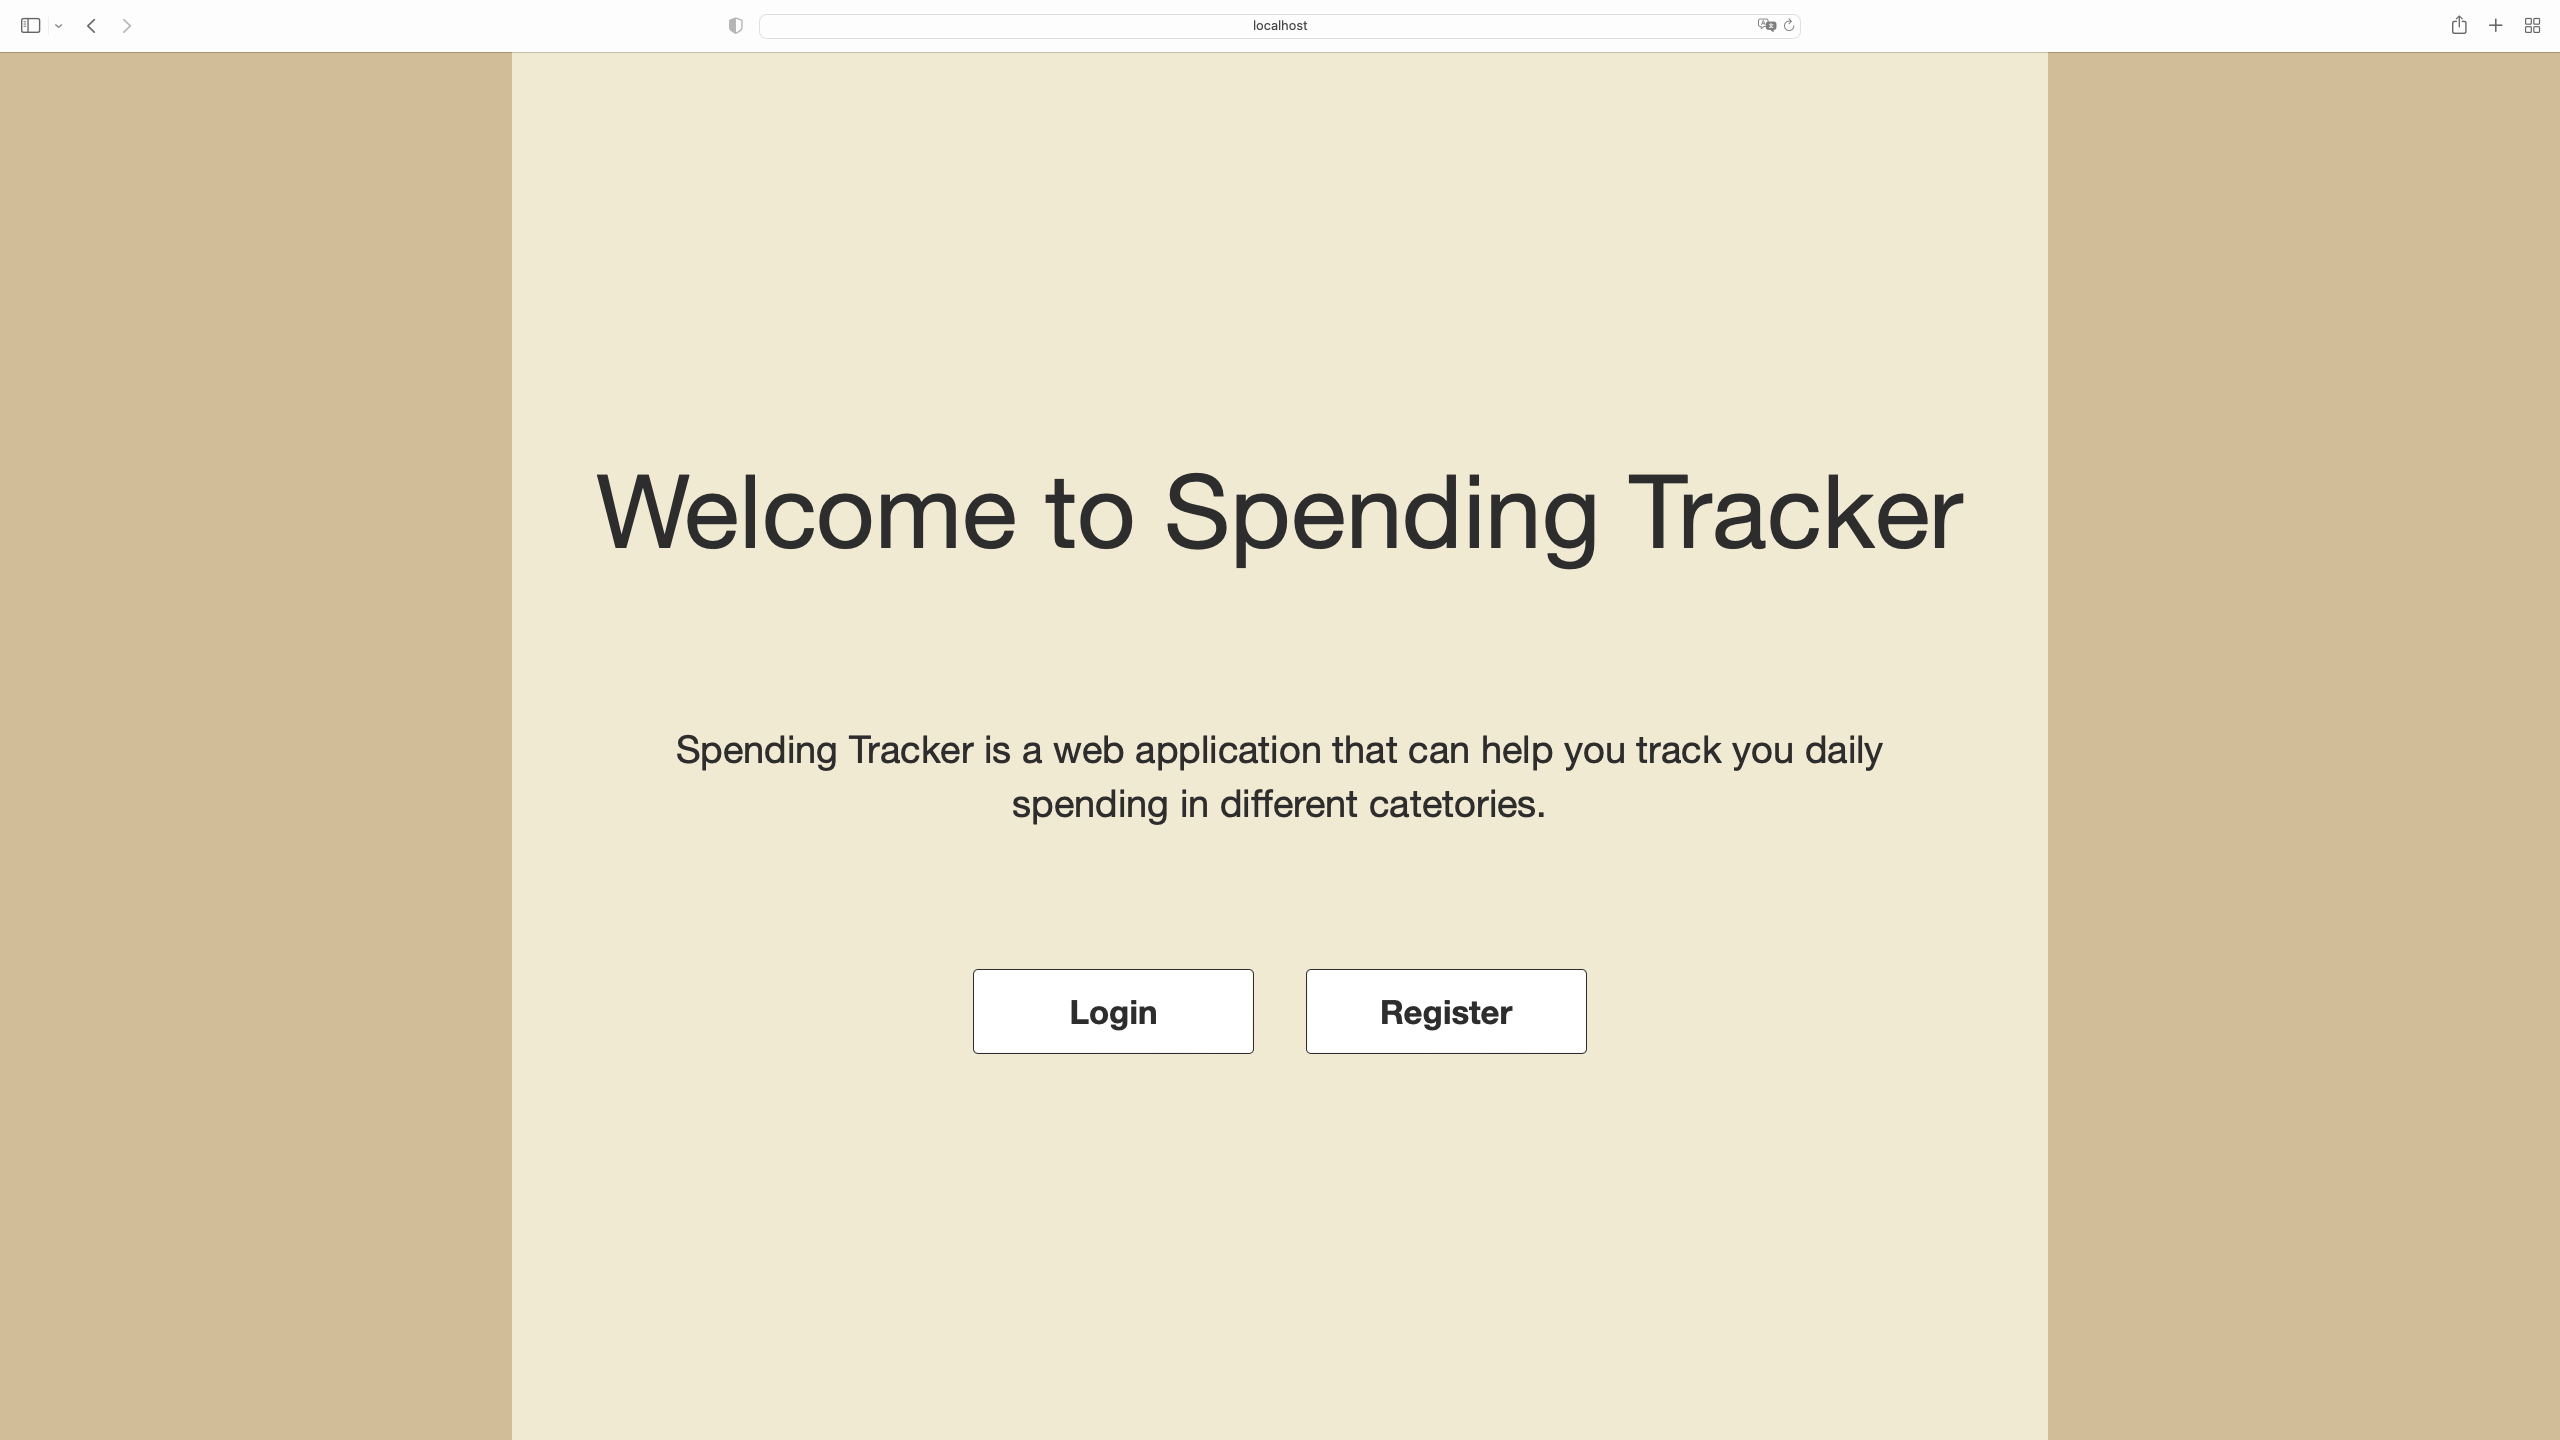 localhost
Welcome to Spending Tracker
Spending Tracker is a web application that can help you track you daily
spending in different catetories.
Login
Register